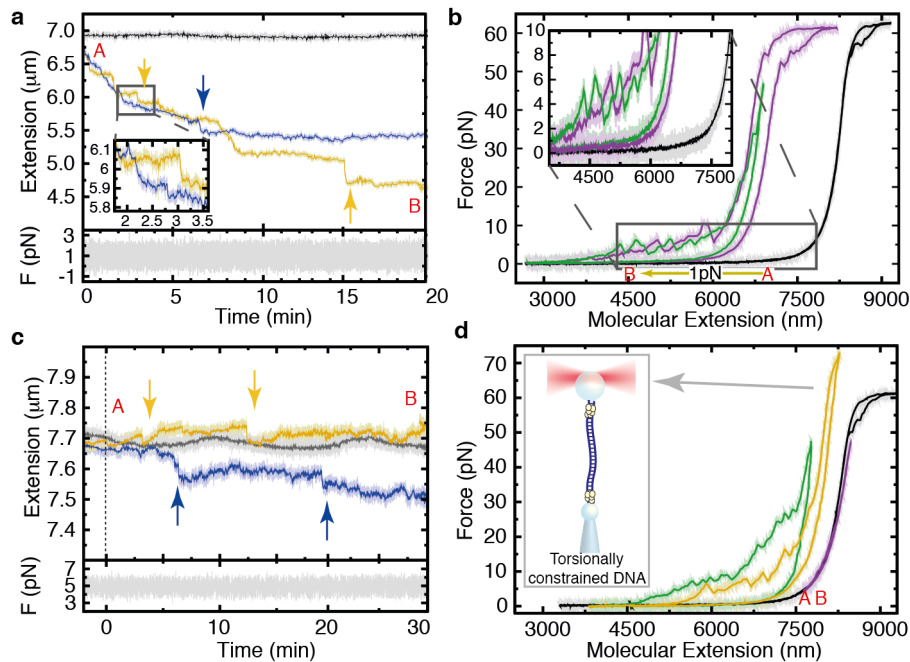 a
7.0
6.5
6.0
5.5
5.0
4.5
Extension (μm)
A
B
6.1
6
5.9
5.8
2
2.5
3
3.5
F (pN)
3
1
-1
0
5
10
15
20
Time (min)
b
60
50
40
30
20
10
0
Force (pN)
10
8
6
4
2
0
4500
6000
7500
B
1pN
A
3000
4500
6000
7500
9000
Molecular Extension (nm)
c
7.9
7.8
7.7
7.6
7.5
7.4
Extension (μm)
A
B
F (pN)
7
5
3
0
10
20
30
Time (min)
d
70
60
50
40
30
20
10
0
Force (pN)
Torsionally
constrained DNA
A B
3000
4500
6000
7500
9000
Molecular Extension (nm)